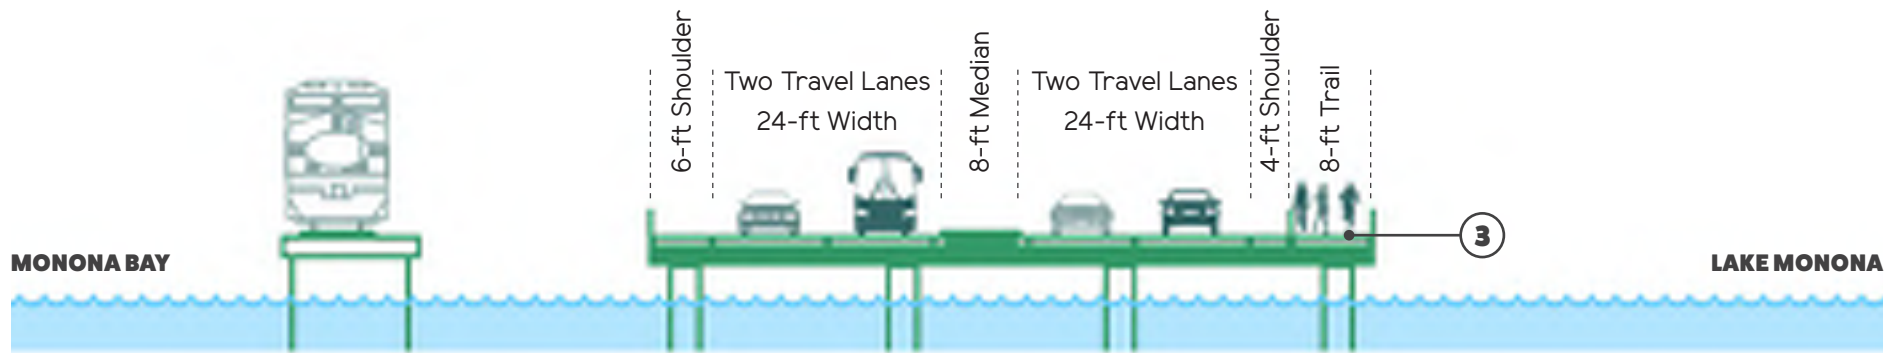 6-ft Shoulder
Two Travel Lanes
24-ft Width
8-ft Median
Two Travel Lanes
24-ft Width
4-ft Shoulder
8-ft Trail
3
MONONA BAY
LAKE MONONA